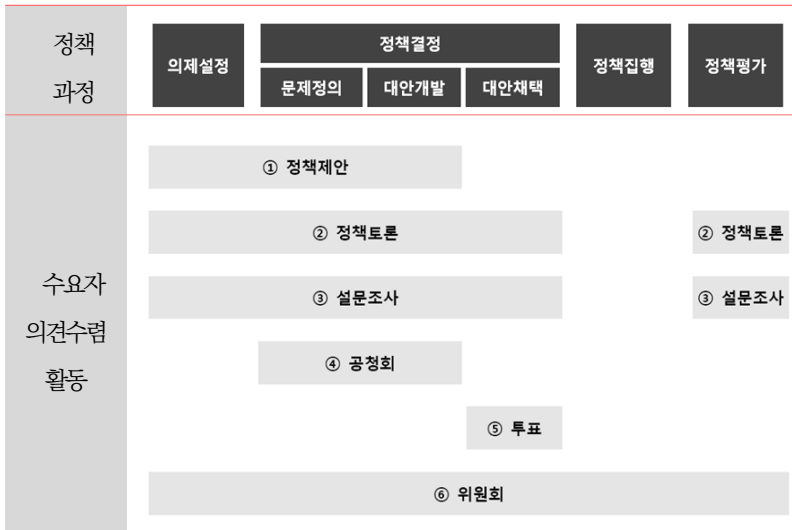 정책
과정
의제설정
정책결정
문제정의
대안개발
대안채택
정책집행
정책평가
수요자
의견수렴
활동
① 정책제안
② 정책토론
② 정책토론
③ 설문조사
③ 설문조사
④ 공청회
⑤ 투표
⑥ 위원회